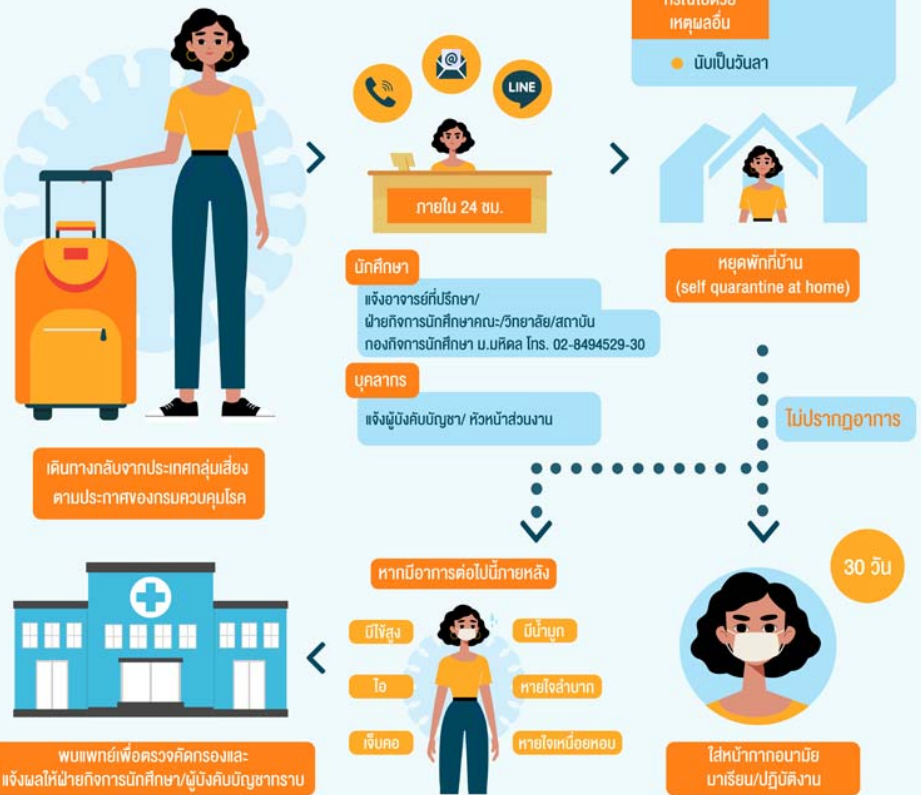 เหตุผลอื่น
นับเป็นวันลา
@
LINE
ภายใน 24 ชม.
นักศึกษา
แจ้งอาจารย์ที่ปรึกษา/
ฝ่ายกิจการนักศึกษาคณะ/วิทยาลัย/สถาบัน
กองกิจการนักศึกษา ม.มหิดล โทร. 02-8494529-30
บุคลากร
แจ้งผู้บังคับบัญชา/ หัวหน้าส่วนงาน
หยุดพักที่บ้าน
(self quarantine at home)
ไม่ปรากฏอาการ
เดินทางกลับจากประเทศกลุ่มเสี่ยง
ตามประกาศของกรมควบคุมโรค
หากมีอาการต่อไปนี้ภายหลัง
มีไข้สูง
มีน้ำมูก
ไอ
หายใจลำบาก
เจ็บคอ
หายใจเหนื่อยหอบ
30 วัน
พบแพทย์เพื่อตรวจคัดกรองและ
แจ้งผลให้ฝ่ายกิจการนักศึกษา/ผู้บังคับบัญชาทราบ
ใส่หน้ากากอนามัย
มาเรียน/ปฏิบัติงาน